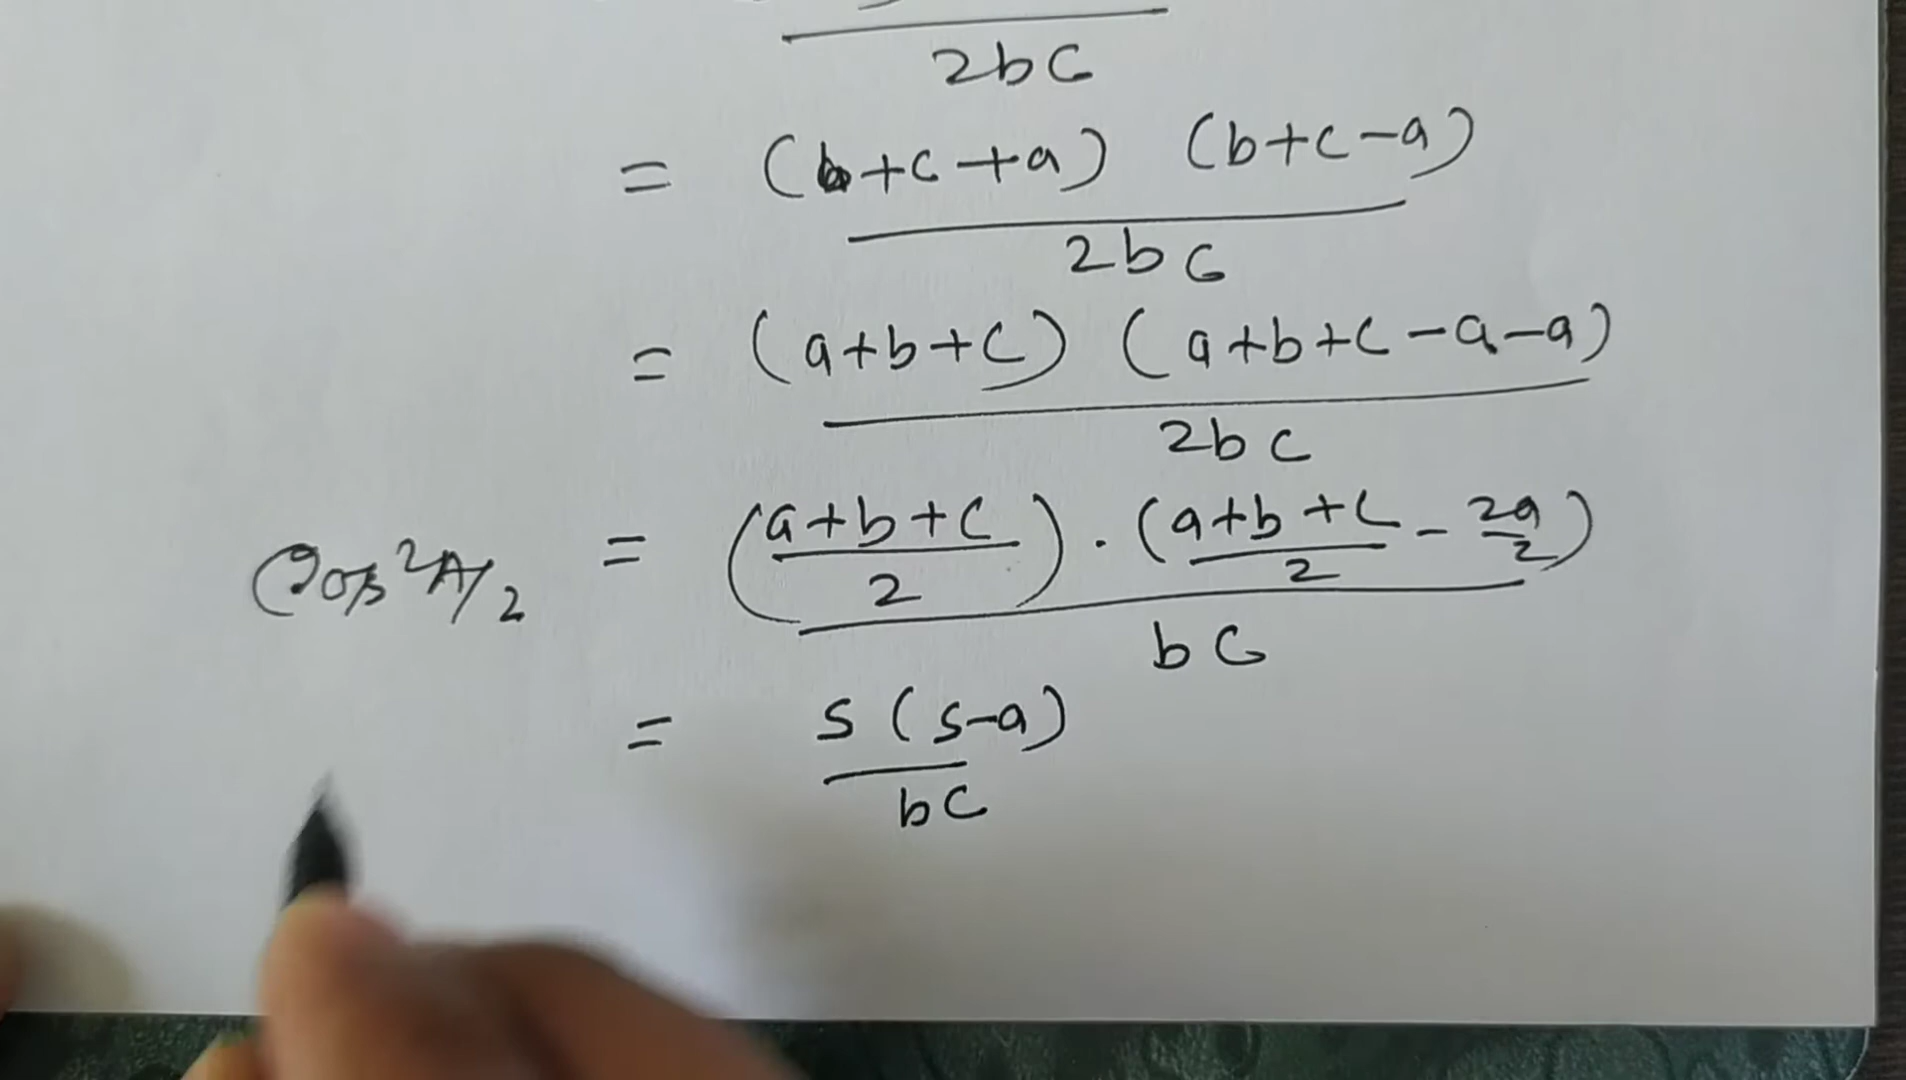 2bc
= (b+c+a) (b+c-a)
2bc
= (a+b+c) (a+b+c-a-a)
2bc
Cos²A/2 = (a+b+c/2) . (a+b+c/2 - 2a/2)
bc
= s(s-a)
bc